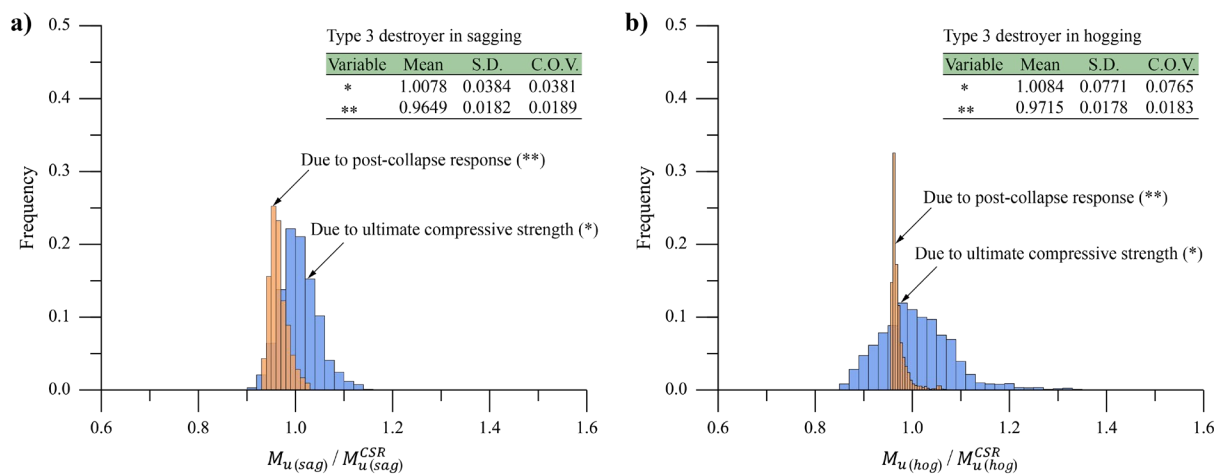 a)
Type 3 destroyer in sagging
Variable Mean S.D. C.O.V.
* 1.0078 0.0384 0.0381
** 0.9649 0.0182 0.0189
Due to post-collapse response (**)
Due to ultimate compressive strength (*)
Frequency
0.5
0.4
0.3
0.2
0.1
0.0
0.6 0.8 1.0 1.2 1.4 1.6
M_{u(sag)} / M_{u(sag)}^{CSR}
b)
Type 3 destroyer in hogging
Variable Mean S.D. C.O.V.
* 1.0084 0.0771 0.0765
** 0.9715 0.0178 0.0183
Due to post-collapse response (**)
Due to ultimate compressive strength (*)
Frequency
0.5
0.4
0.3
0.2
0.1
0.0
0.6 0.8 1.0 1.2 1.4 1.6
M_{u(hog)} / M_{u(hog)}^{CSR}